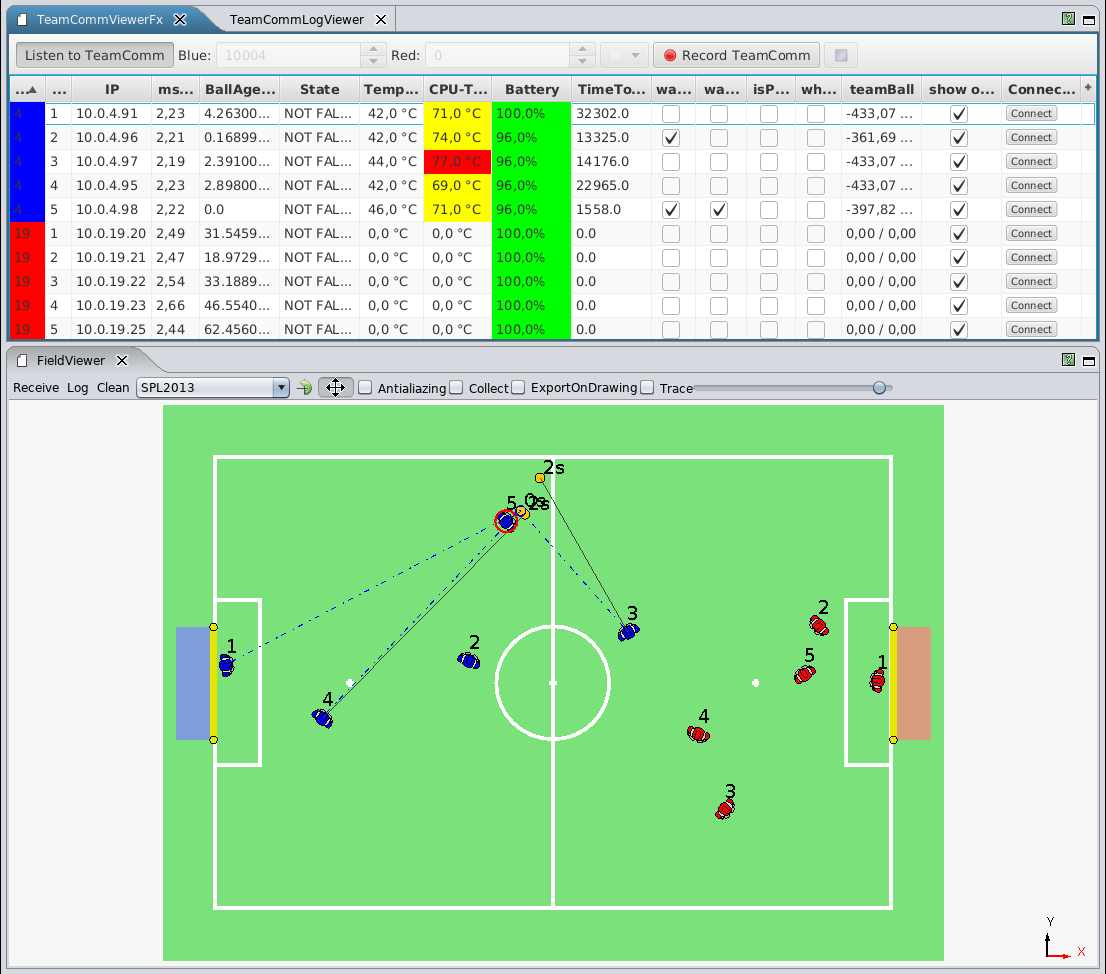 TeamCommViewerFx TeamCommLogViewer
Listen to TeamComm Blue: 10004 Red: 0 Record TeamComm
... ... IP ms... BallAge... State Temp... CPU-T... Battery TimeTo... wa... wa... isP... wh... teamBall show o... Connec... +
4 1 10.0.4.91 2,23 4.26300... NOT FAL... 42,0 °C 71,0 °C 100,0% 32302.0 -433,07 ... Connect
4 2 10.0.4.96 2,21 0.16899... NOT FAL... 42,0 °C 74,0 °C 96,0% 13325.0 -361,69 ... Connect
4 3 10.0.4.97 2,19 2.39100... NOT FAL... 44,0 °C 77,0 °C 96,0% 14176.0 -433,07 ... Connect
4 4 10.0.4.95 2,23 2.89800... NOT FAL... 42,0 °C 69,0 °C 96,0% 22965.0 -433,07 ... Connect
4 5 10.0.4.98 2,22 0.0 NOT FAL... 46,0 °C 71,0 °C 96,0% 1558.0 -397,82 ... Connect
19 1 10.0.19.20 2,49 31.5459... NOT FAL... 0,0 °C 0,0 °C 100,0% 0.0 0,00 / 0,00 Connect
19 2 10.0.19.21 2,47 18.9729... NOT FAL... 0,0 °C 0,0 °C 100,0% 0.0 0,00 / 0,00 Connect
19 3 10.0.19.22 2,54 33.1889... NOT FAL... 0,0 °C 0,0 °C 100,0% 0.0 0,00 / 0,00 Connect
19 4 10.0.19.23 2,66 46.5540... NOT FAL... 0,0 °C 0,0 °C 100,0% 0.0 0,00 / 0,00 Connect
19 5 10.0.19.25 2,44 62.4560... NOT FAL... 0,0 °C 0,0 °C 100,0% 0.0 0,00 / 0,00 Connect
FieldViewer
Receive Log Clean SPL2013 Antializing Collect ExportOnDrawing Trace
2s
5 0s 2s
3 2
1 2 5 1
4 4
3
Y
X